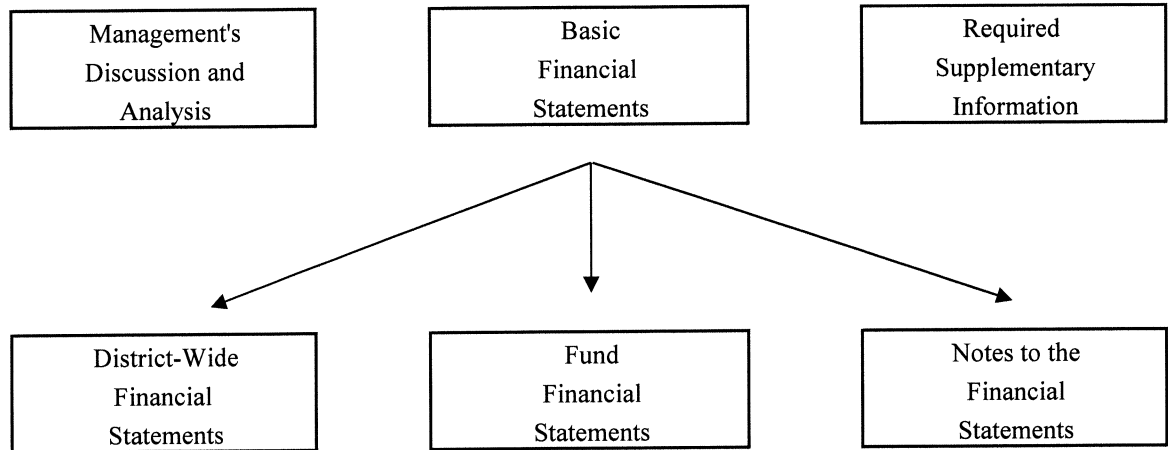 Management's
Discussion and
Analysis
Basic
Financial
Statements
Required
Supplementary
Information
District-Wide
Financial
Statements
Fund
Financial
Statements
Notes to the
Financial
Statements